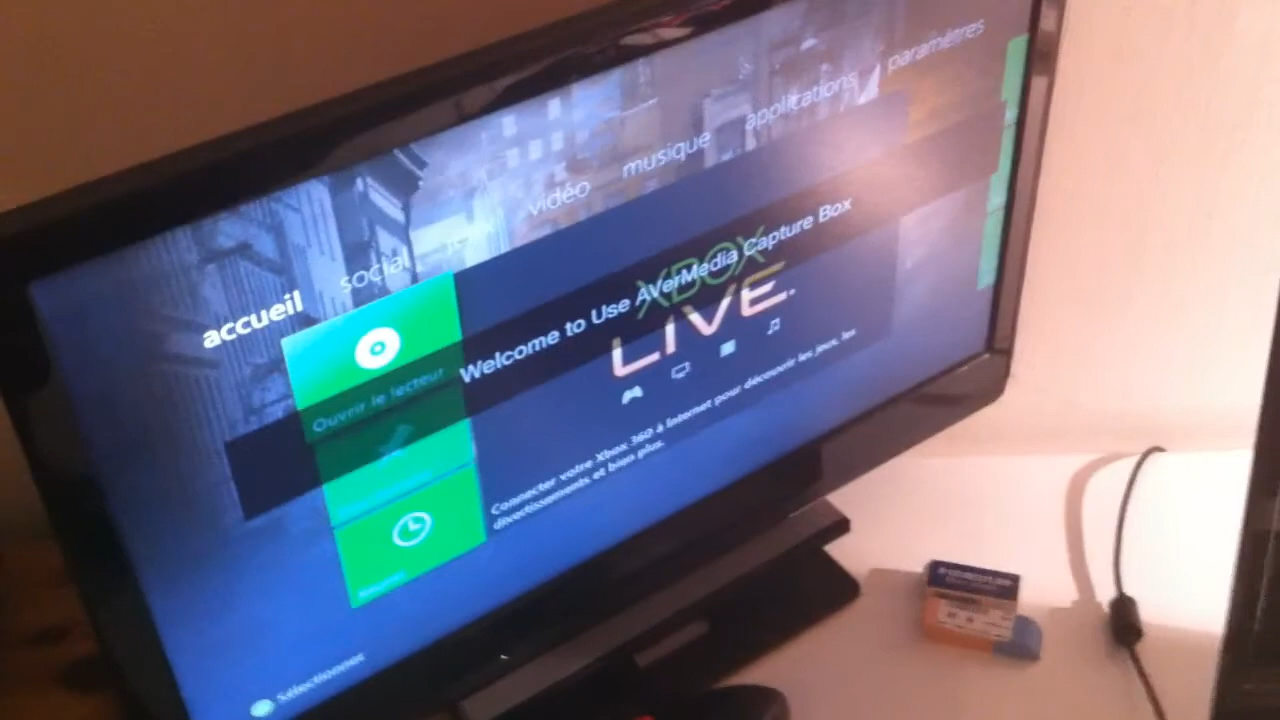 accueil social vidéo musique applications paramètres
Welcome to Use AVerMedia Capture Box
XBOX
LIVE.
Ouvrir le lecteur
Connecter votre Xbox 360 à Internet pour découvrir les jeux, les
divertissements et bien plus.
Sélectionner